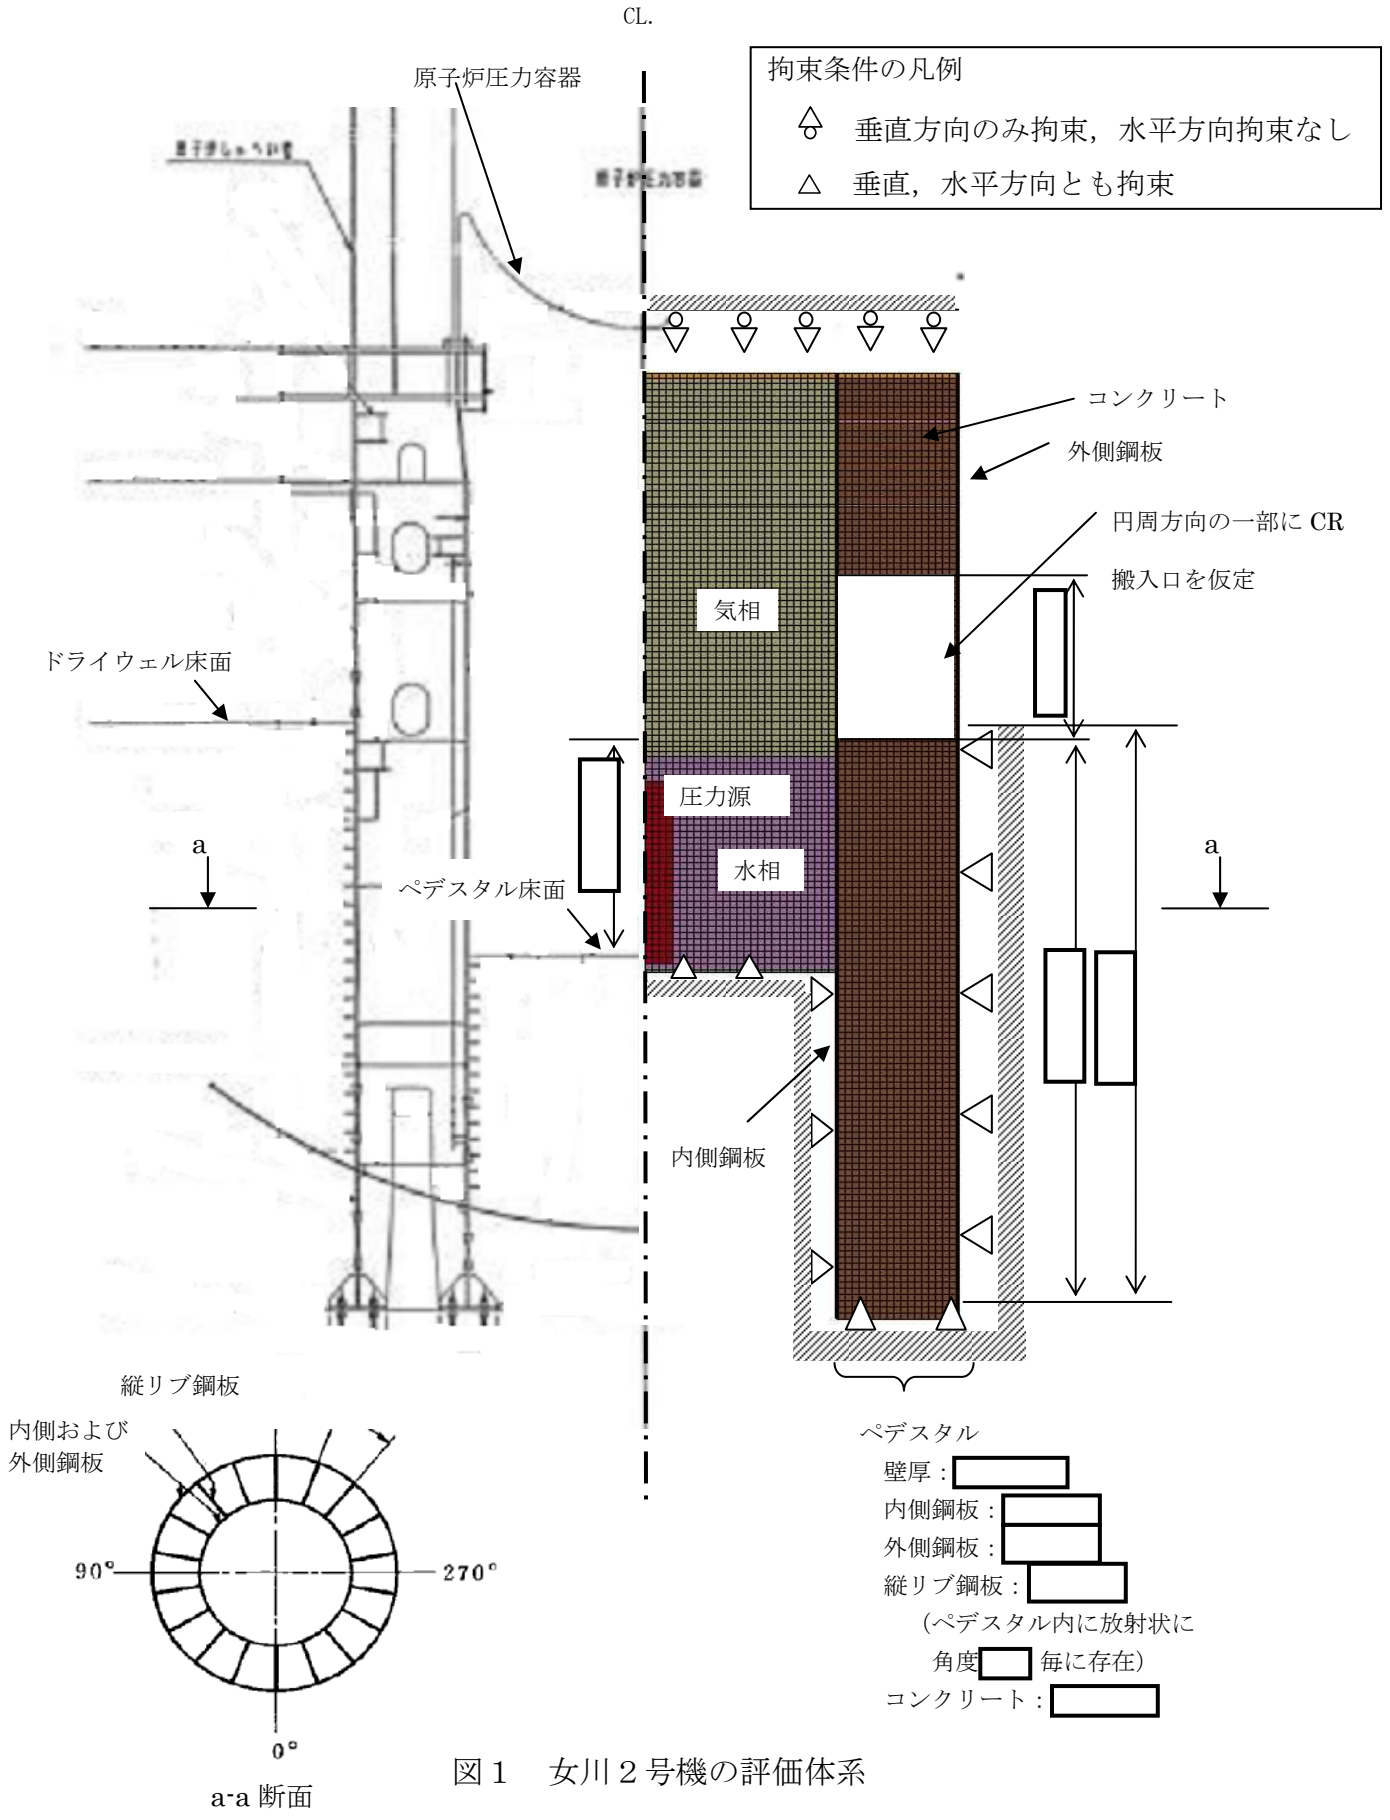 CL.
拘束条件の凡例
垂直方向のみ拘束，水平方向拘束なし
垂直，水平方向とも拘束
原子炉圧力容器
原子炉圧力容器
コンクリート
外側鋼板
円周方向の一部に CR
搬入口を仮定
気相
ドライウェル床面
圧力源
水相
a
a
ペデスタル床面
内側鋼板
縦リブ鋼板
内側および
外側鋼板
90°
270°
0°
a-a 断面
ペデスタル
壁厚：
内側鋼板：
外側鋼板：
縦リブ鋼板：
（ペデスタル内に放射状に
角度 毎に存在）
コンクリート：
図１　女川２号機の評価体系